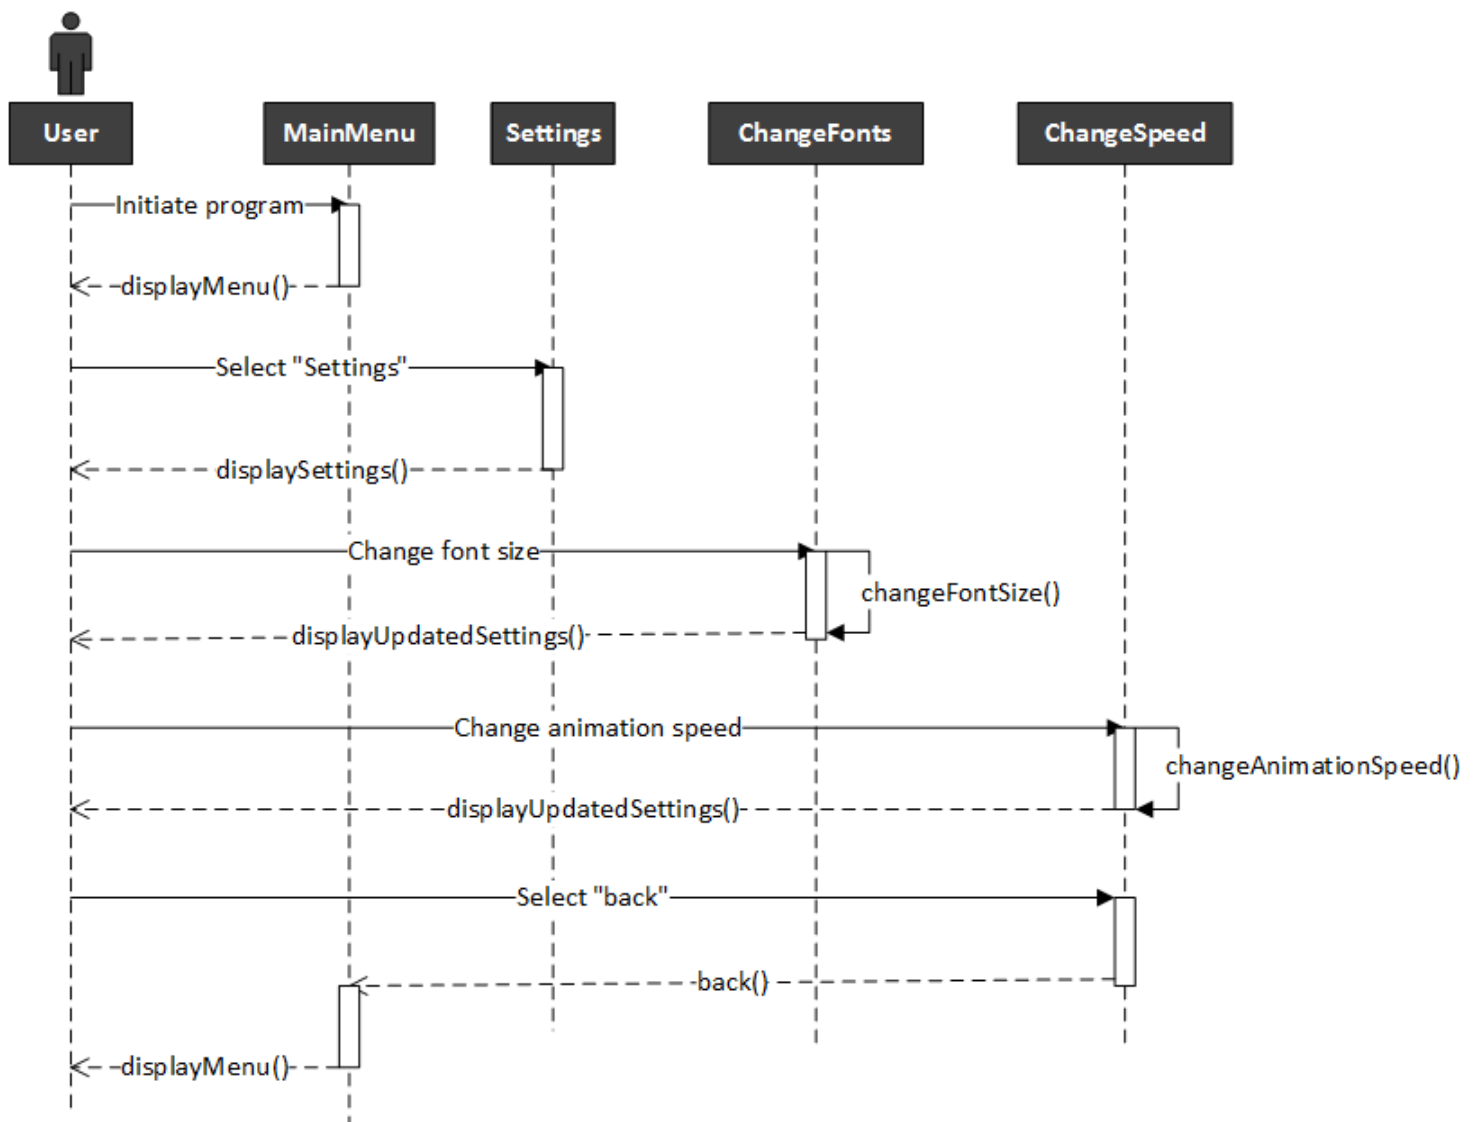 User
MainMenu
Settings
ChangeFonts
ChangeSpeed
Initiate program
displayMenu()
Select "Settings"
displaySettings()
Change font size
changeFontSize()
displayUpdatedSettings()
Change animation speed
changeAnimationSpeed()
displayUpdatedSettings()
Select "back"
back()
displayMenu()